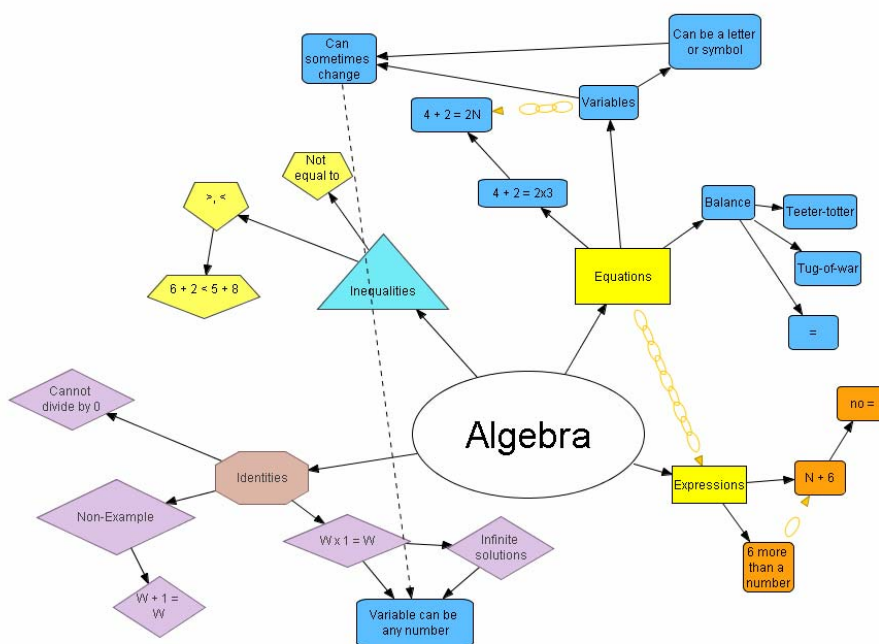 Can
sometimes
change
Can be a letter
or symbol
Variables
4 + 2 = 2N
4 + 2 = 2x3
Not
equal to
>, <
6 + 2 < 5 + 8
Inequalities
Equations
Balance
Teeter-totter
Tug-of-war
=
Algebra
Cannot
divide by 0
Identities
Non-Example
W + 1 =
W
W x 1 = W
Infinite
solutions
Variable can be
any number
Expressions
N + 6
no =
6 more
than a
number